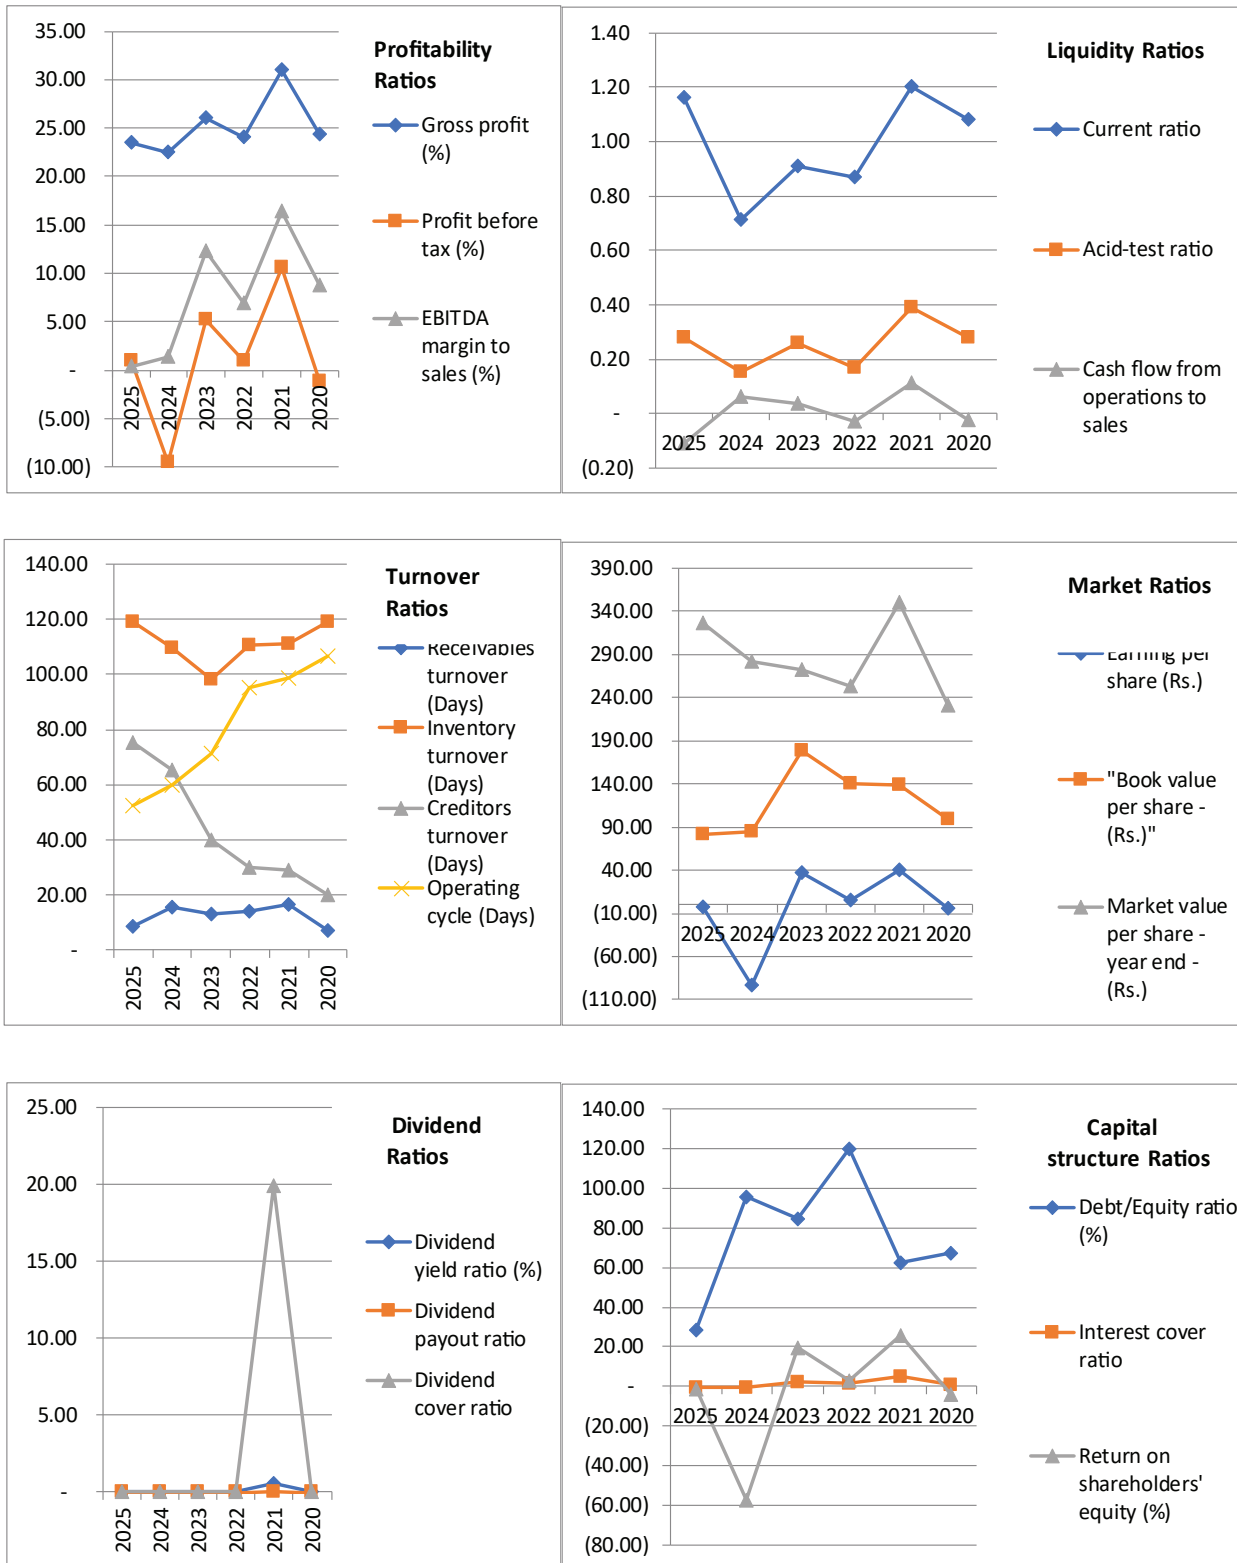 35.00
30.00
25.00
20.00
15.00
10.00
5.00
-
(5.00)
(10.00)
2025
2024
2023
2022
2021
2020
Profitability
Ratios
Gross profit
(%)
Profit before
tax (%)
EBITDA
margin to
sales (%)
1.40
1.20
1.00
0.80
0.60
0.40
0.20
-
(0.20)
2025
2024
2023
2022
2021
2020
Liquidity Ratios
Current ratio
Acid-test ratio
Cash flow from
operations to
sales
140.00
120.00
100.00
80.00
60.00
40.00
20.00
-
2025
2024
2023
2022
2021
2020
Turnover
Ratios
Receivables
turnover
(Days)
Inventory
turnover
(Days)
Creditors
turnover
(Days)
Operating
cycle (Days)
390.00
340.00
290.00
240.00
190.00
140.00
90.00
40.00
(10.00)
(60.00)
(110.00)
2025
2024
2023
2022
2021
2020
Market Ratios
Earning per
share (Rs.)
"Book value
per share -
(Rs.)"
Market value
per share -
year end -
(Rs.)
25.00
20.00
15.00
10.00
5.00
-
2025
2024
2023
2022
2021
2020
Dividend
Ratios
Dividend
yield ratio (%)
Dividend
payout ratio
Dividend
cover ratio
140.00
120.00
100.00
80.00
60.00
40.00
20.00
-
(20.00)
(40.00)
(60.00)
(80.00)
2025
2024
2023
2022
2021
2020
Capital
structure Ratios
Debt/Equity ratio
(%)
Interest cover
ratio
Return on
shareholders'
equity (%)